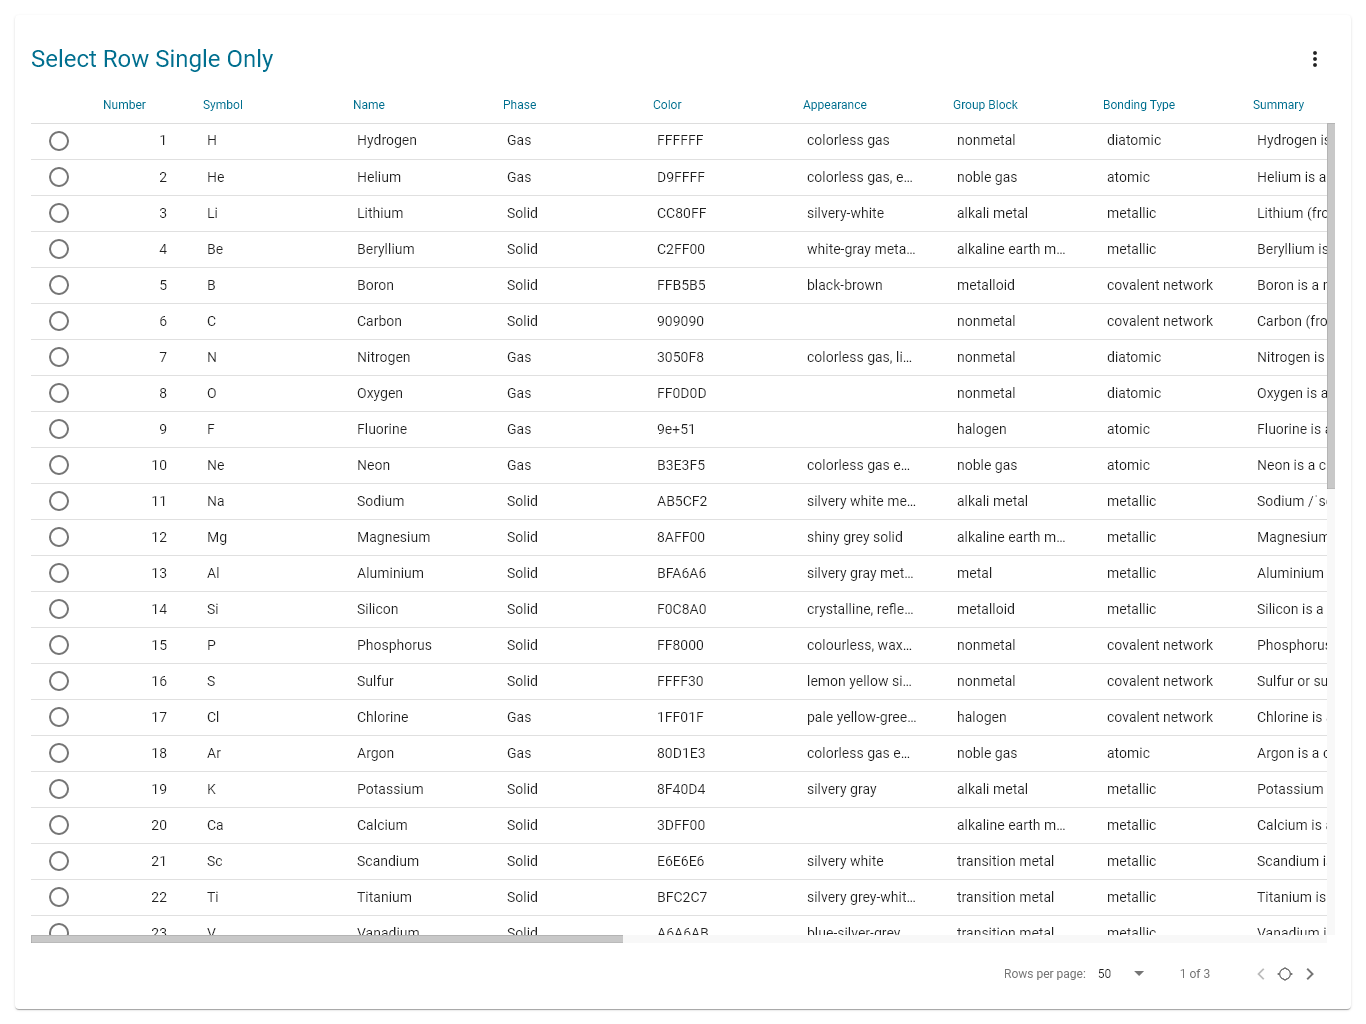 Select Row Single Only
Number Symbol Name Phase Color Appearance Group Block Bonding Type Summary
1 H Hydrogen Gas FFFFFF colorless gas nonmetal diatomic Hydrogen is
2 He Helium Gas D9FFFF colorless gas, e... noble gas atomic Helium is a
3 Li Lithium Solid CC80FF silvery-white alkali metal metallic Lithium (fro
4 Be Beryllium Solid C2FF00 white-gray meta... alkaline earth m... metallic Beryllium is
5 B Boron Solid FFB5B5 black-brown metalloid covalent network Boron is a
6 C Carbon Solid 909090 nonmetal covalent network Carbon (fro
7 N Nitrogen Gas 3050F8 colorless gas, li... nonmetal diatomic Nitrogen is
8 O Oxygen Gas FF0D0D nonmetal diatomic Oxygen is a
9 F Fluorine Gas 9e+51 halogen atomic Fluorine is
10 Ne Neon Gas B3E3F5 colorless gas e... noble gas atomic Neon is a c
11 Na Sodium Solid AB5CF2 silvery white me... alkali metal metallic Sodium /ˈs
12 Mg Magnesium Solid 8AFF00 shiny grey solid alkaline earth m... metallic Magnesium
13 Al Aluminium Solid BFA6A6 silvery gray met... metal metallic Aluminium
14 Si Silicon Solid F0C8A0 crystalline, refle... metalloid metallic Silicon is a
15 P Phosphorus Solid FF8000 colourless, wax... nonmetal covalent network Phosphorus
16 S Sulfur Solid FFFF30 lemon yellow si... nonmetal covalent network Sulfur or su
17 Cl Chlorine Gas 1FF01F pale yellow-gree... halogen covalent network Chlorine is
18 Ar Argon Gas 80D1E3 colorless gas e... noble gas atomic Argon is a c
19 K Potassium Solid 8F40D4 silvery gray alkali metal metallic Potassium
20 Ca Calcium Solid 3DFF00 alkaline earth m... metallic Calcium is
21 Sc Scandium Solid E6E6E6 silvery white transition metal metallic Scandium i
22 Ti Titanium Solid BFC2C7 silvery grey-whit... transition metal metallic Titanium is
23 V Vanadium Solid A6A6AB blue-silver-grey transition metal metallic Vanadium i
Rows per page: 50 1 of 3